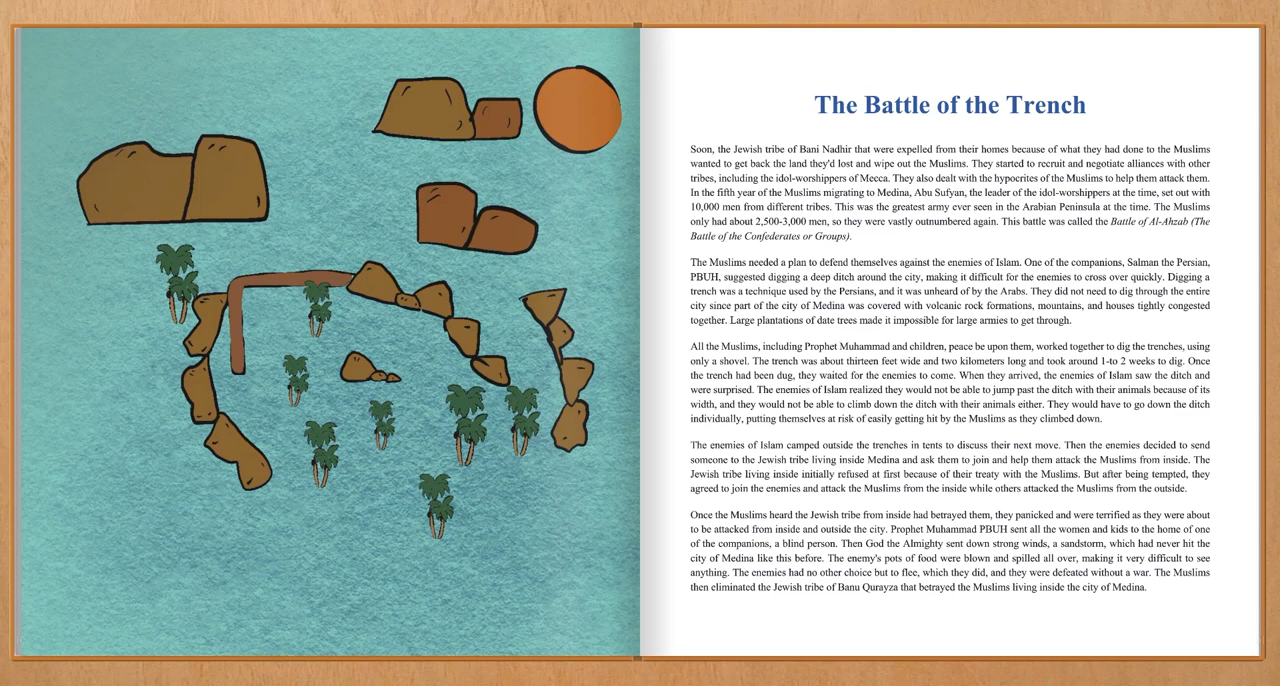 The Battle of the Trench
Soon, the Jewish tribe of Bani Nadhir that were expelled from their homes because of what they had done to the Muslims
wanted to get back the land they'd lost and wipe out the Muslims. They started to recruit and negotiate alliances with other
tribes, including the idol-worshippers of Mecca. They also dealt with the hypocrites of the Muslims to help them attack them.
In the fifth year of the Muslims migrating to Medina, Abu Sufyan, the leader of the idol-worshippers at the time, set out with
10,000 men from different tribes. This was the greatest army ever seen in the Arabian Peninsula at the time. The Muslims
only had about 2,500-3,000 men, so they were vastly outnumbered again. This battle was called the Battle of Al-Ahzab (The
Battle of the Confederates or Groups).
The Muslims needed a plan to defend themselves against the enemies of Islam. One of the companions, Salman the Persian,
PBUH, suggested digging a deep ditch around the city, making it difficult for the enemies to cross over quickly. Digging a
trench was a technique used by the Persians, and it was unheard of by the Arabs. They did not need to dig through the entire
city since part of the city of Medina was covered with volcanic rock formations, mountains, and houses tightly congested
together. Large plantations of date trees made it impossible for large armies to get through.
All the Muslims, including Prophet Muhammad and children, peace be upon them, worked together to dig the trenches, using
only a shovel. The trench was about thirteen feet wide and two kilometers long and took around 1-to 2 weeks to dig. Once
the trench had been dug, they waited for the enemies to come. When they arrived, the enemies of Islam saw the ditch and
were surprised. The enemies of Islam realized they would not be able to jump past the ditch with their animals because of its
width, and they would not be able to climb down the ditch with their animals either. They would have to go down the ditch
individually, putting themselves at risk of easily getting hit by the Muslims as they climbed down.
The enemies of Islam camped outside the trenches in tents to discuss their next move. Then the enemies decided to send
someone to the Jewish tribe living inside Medina and ask them to join and help them attack the Muslims from inside. The
Jewish tribe living inside initially refused at first because of their treaty with the Muslims. But after being tempted, they
agreed to join the enemies and attack the Muslims from the inside while others attacked the Muslims from the outside.
Once the Muslims heard the Jewish tribe from inside had betrayed them, they panicked and were terrified as they were about
to be attacked from inside and outside the city. Prophet Muhammad PBUH sent all the women and kids to the home of one
of the companions, a blind person. Then God the Almighty sent down strong winds, a sandstorm, which had never hit the
city of Medina like this before. The enemy's pots of food were blown and spilled all over, making it very difficult to see
anything. The enemies had no other choice but to flee, which they did, and they were defeated without a war. The Muslims
then eliminated the Jewish tribe of Banu Qurayza that betrayed the Muslims living inside the city of Medina.